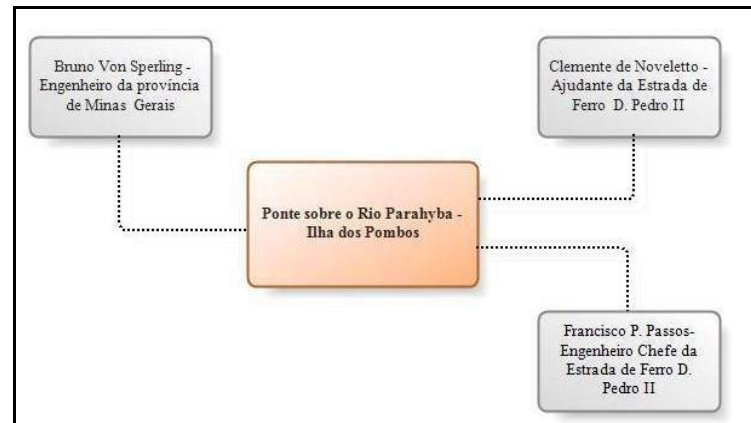 Bruno Von Sperling -
Engenheiro da província
de Minas Gerais
Clemente de Noveletto -
Ajudante da Estrada de
Ferro D. Pedro II
Ponte sobre o Rio Parahyba -
Ilha dos Pombos
Francisco P. Passos-
Engenheiro Chefe da
Estrada de Ferro D.
Pedro II